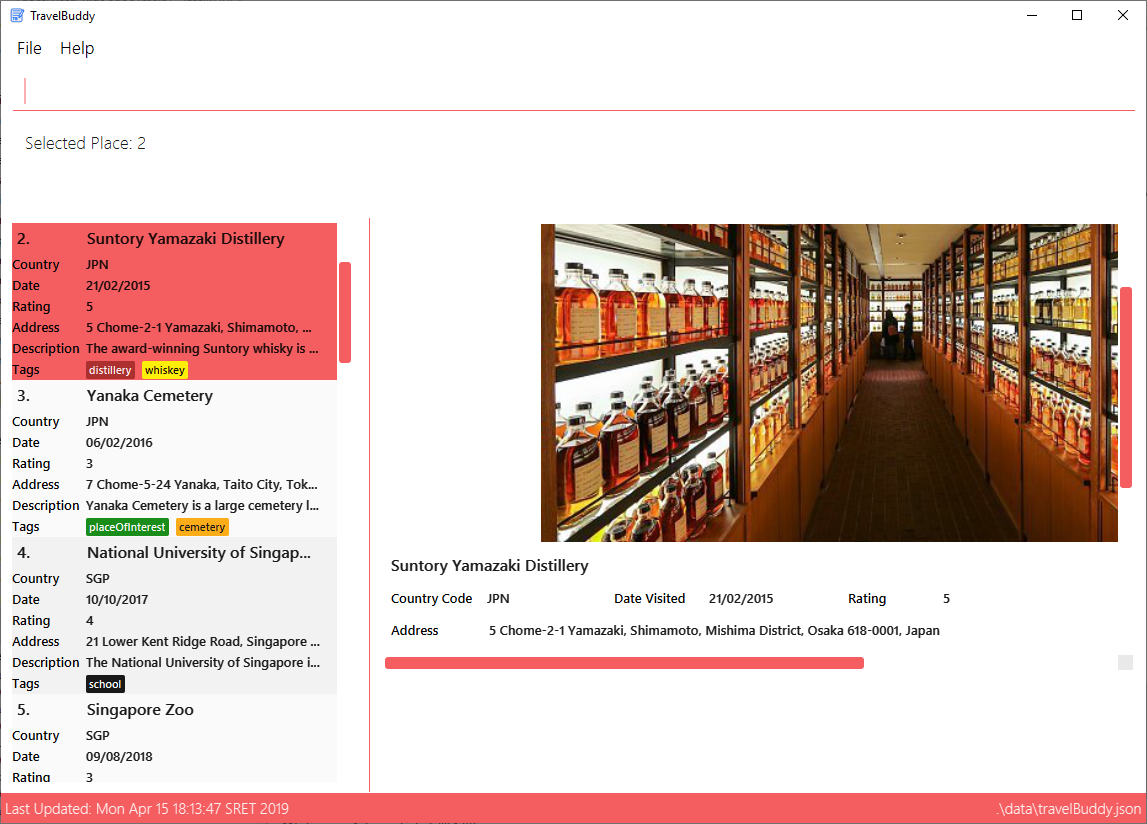 TravelBuddy
File Help
Selected Place: 2
2. Suntory Yamazaki Distillery
Country JPN
Date 21/02/2015
Rating 5
Address 5 Chome-2-1 Yamazaki, Shimamoto, ...
Description The award-winning Suntory whisky is ...
Tags distillery whiskey
3. Yanaka Cemetery
Country JPN
Date 06/02/2016
Rating 3
Address 7 Chome-5-24 Yanaka, Taito City, Tok...
Description Yanaka Cemetery is a large cemetery l...
Tags placeOfInterest cemetery
4. National University of Singap...
Country SGP
Date 10/10/2017
Rating 4
Address 21 Lower Kent Ridge Road, Singapore ...
Description The National University of Singapore i...
Tags school
5. Singapore Zoo
Country SGP
Date 09/08/2018
Rating 3
Suntory Yamazaki Distillery
Country Code JPN Date Visited 21/02/2015 Rating 5
Address 5 Chome-2-1 Yamazaki, Shimamoto, Mishima District, Osaka 618-0001, Japan
Last Updated: Mon Apr 15 18:13:47 SRET 2019 .\data\travelBuddy.json